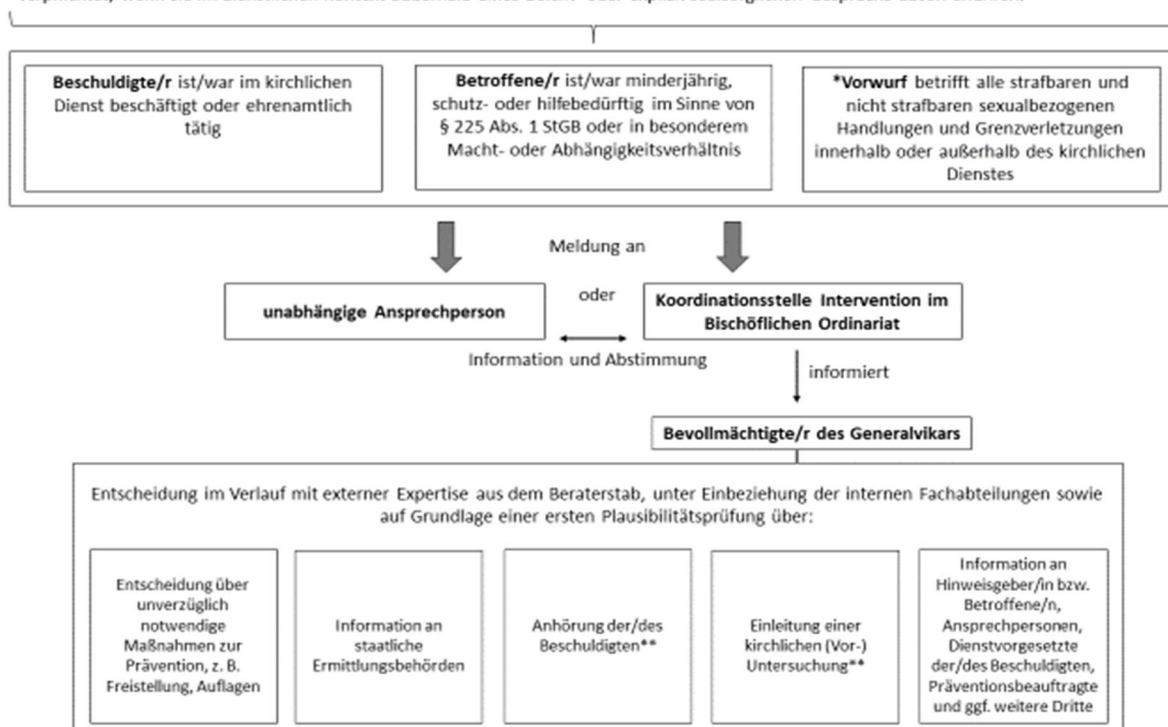 Beschuldigte/r ist/war im kirchlichen
Dienst beschäftigt oder ehrenamtlich
tätig
Betroffene/r ist/war minderjährig,
schutz- oder hilfebedürftig im Sinne von
§ 225 Abs. 1 StGB oder in besonderem
Macht- oder Abhängigkeitsverhältnis
*Vorwurf betrifft alle strafbaren und
nicht strafbaren sexualbezogenen
Handlungen und Grenzverletzungen
innerhalb oder außerhalb des kirchlichen
Dienstes
Meldung an
unabhängige Ansprechperson
oder
Koordinationsstelle Intervention im
Bischöflichen Ordinariat
Information und Abstimmung
informiert
Bevollmächtigte/r des Generalvikars
Entscheidung im Verlauf mit externer Expertise aus dem Beraterstab, unter Einbeziehung der internen Fachabteilungen sowie
auf Grundlage einer ersten Plausibilitätsprüfung über:
Entscheidung über
unverzüglich
notwendige
Maßnahmen zur
Prävention, z. B.
Freistellung, Auflagen
Information an
staatliche
Ermittlungsbehörden
Anhörung der/des
Beschuldigten**
Einleitung einer
kirchlichen (Vor-)
Untersuchung**
Information an
Hinweisgeber/in bzw.
Betroffene/n,
Ansprechpersonen,
Dienstvorgesetzte
der/des Beschuldigten,
Präventionsbeauftragte
und ggf. weitere Dritte